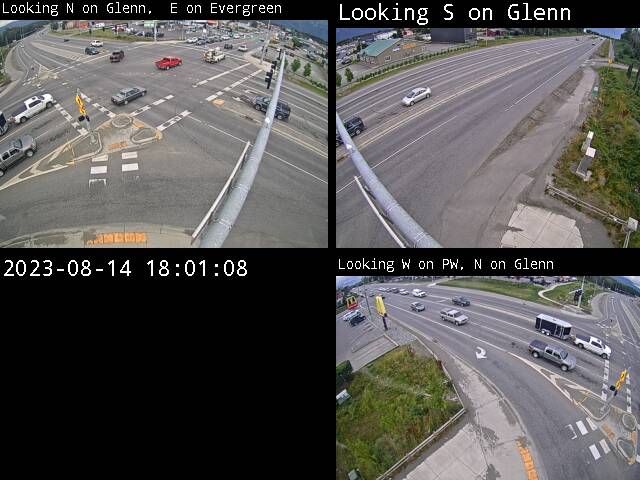 Looking N on Glenn,  E on Evergreen
Looking S on Glenn
2023-08-14 18:01:08
Looking W on PW, N on Glenn